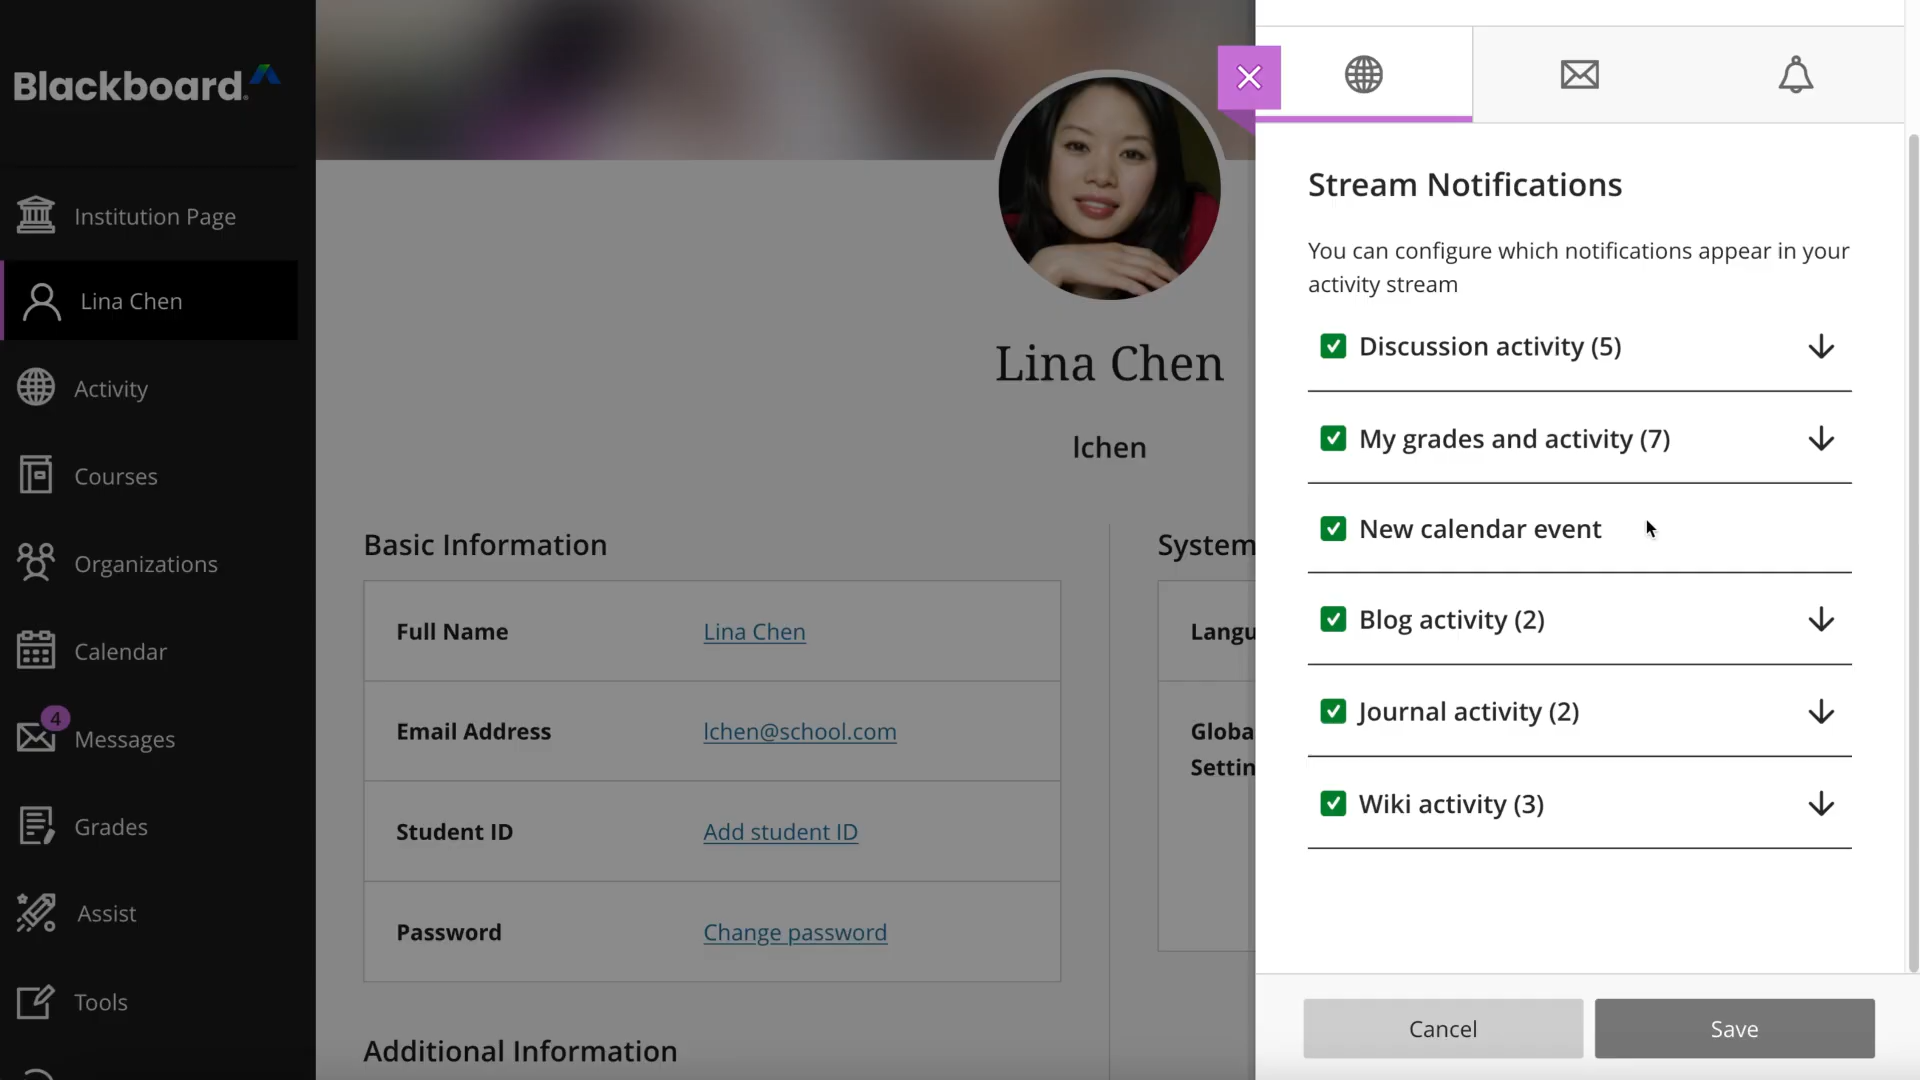 Blackboard
Institution Page
Lina Chen
Activity
Courses
Organizations
Calendar
4
Messages
Grades
Assist
Tools
Lina Chen
lchen
Basic Information
Full Name Lina Chen
Email Address lchen@school.com
Student ID Add student ID
Password Change password
Additional Information
System
Langu
Globa
Settin
Stream Notifications
You can configure which notifications appear in your
activity stream
Discussion activity (5)
My grades and activity (7)
New calendar event
Blog activity (2)
Journal activity (2)
Wiki activity (3)
Cancel
Save